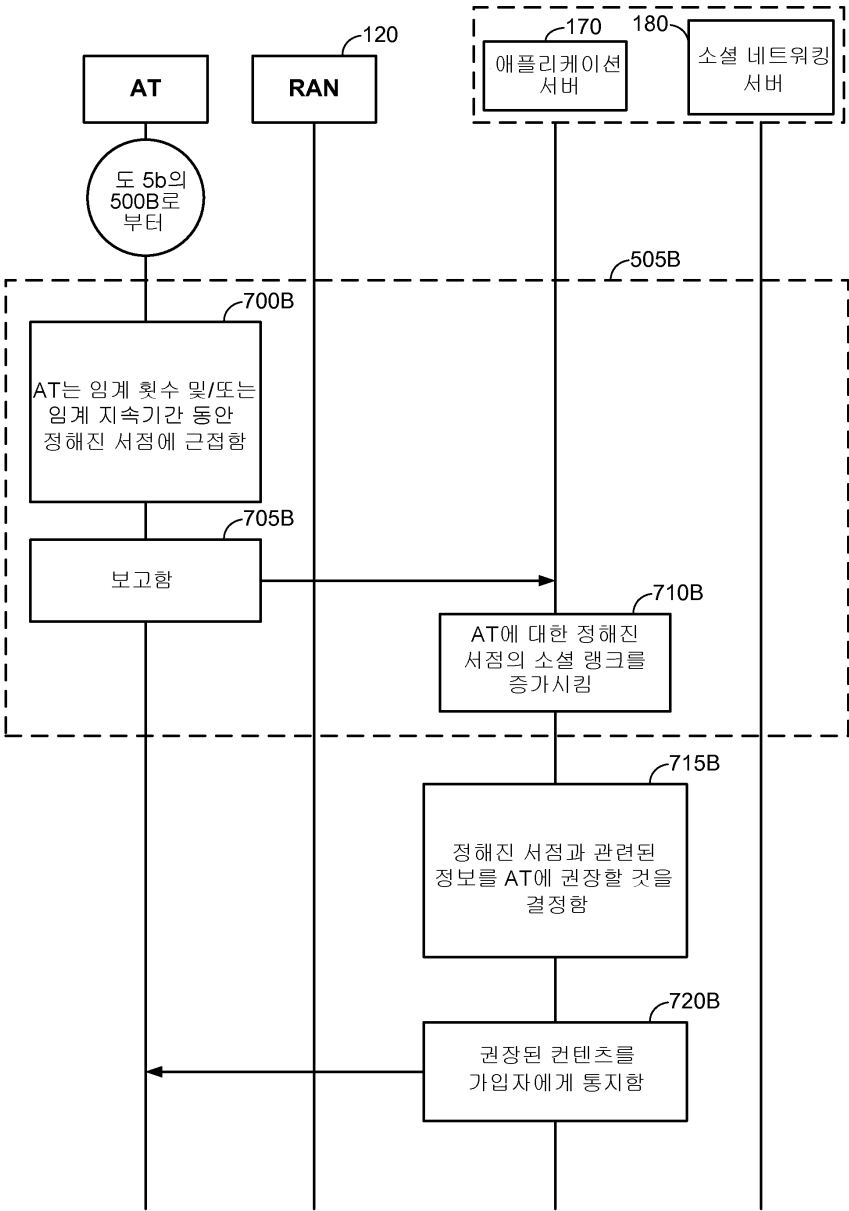 120
170
180
AT
RAN
애플리케이션
서버
소셜 네트워킹
서버
도 5b의
500B로
부터
505B
700B
AT는 임계 횟수 및/또는
임계 지속기간 동안
정해진 서점에 근접함
705B
보고함
710B
AT에 대한 정해진
서점의 소셜 랭크를
증가시킴
715B
정해진 서점과 관련된
정보를 AT에 권장할 것을
결정함
720B
권장된 컨텐츠를
가입자에게 통지함